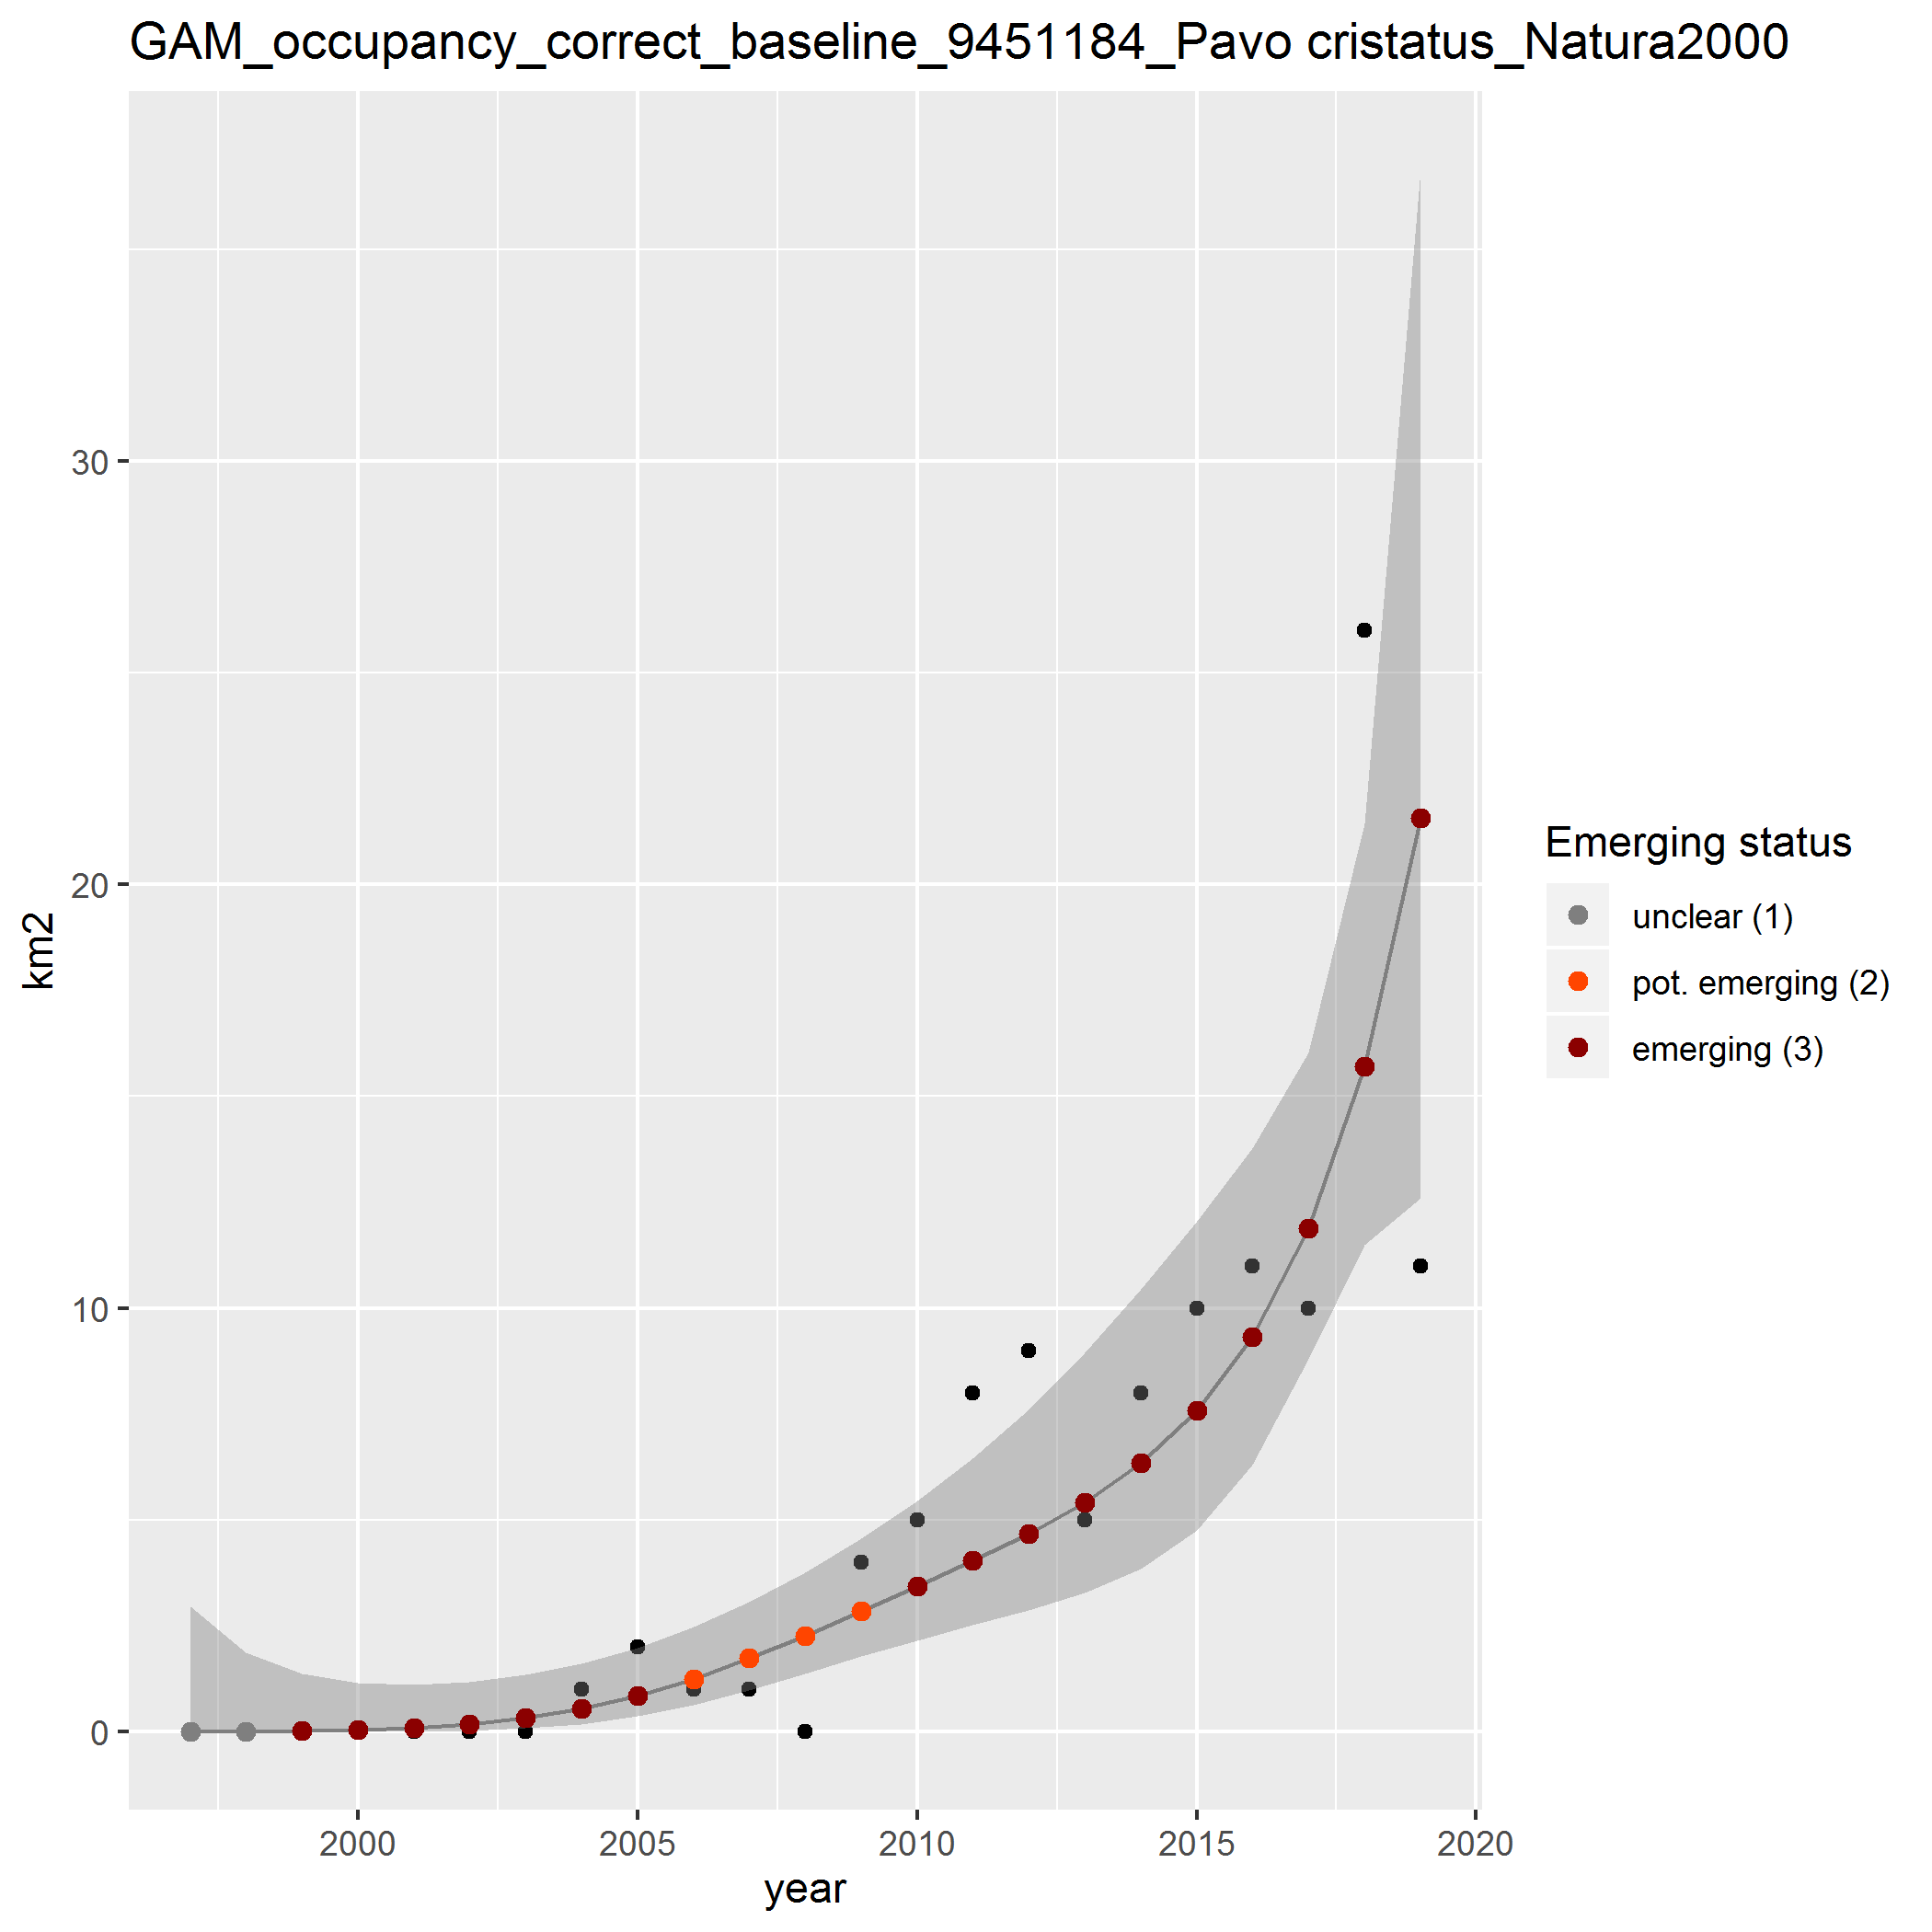 GAM_occupancy_correct_baseline_9451184_Pavo cristatus_Natura2000
30
20
10
0
km2
2000 2005 2010 2015 2020
year
Emerging status
unclear (1)
pot. emerging (2)
emerging (3)